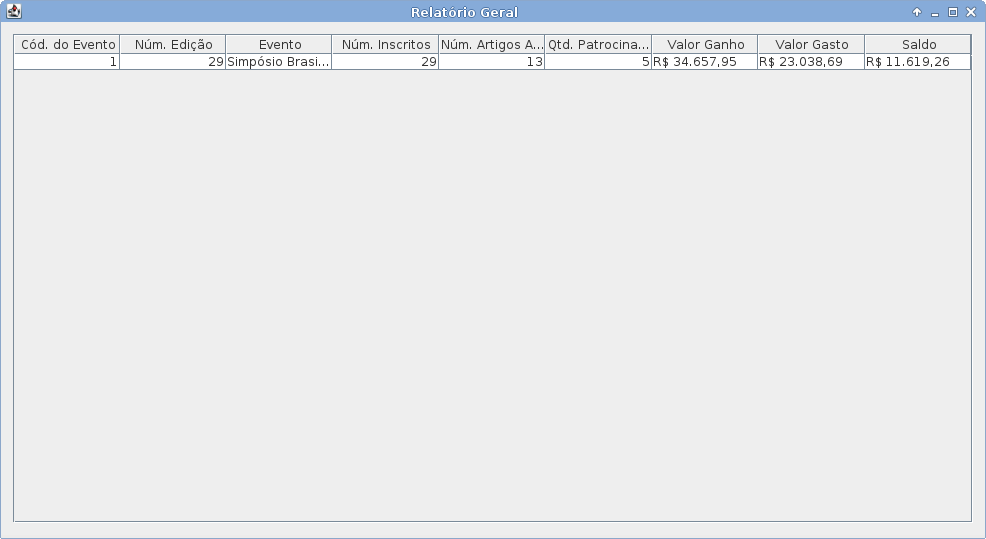 Relatório Geral
Cód. do Evento Núm. Edição Evento Núm. Inscritos Núm. Artigos A... Qtd. Patrocina... Valor Ganho Valor Gasto Saldo
1 29 Simpósio Brasi... 29 13 5 R$ 34.657,95 R$ 23.038,69 R$ 11.619,26